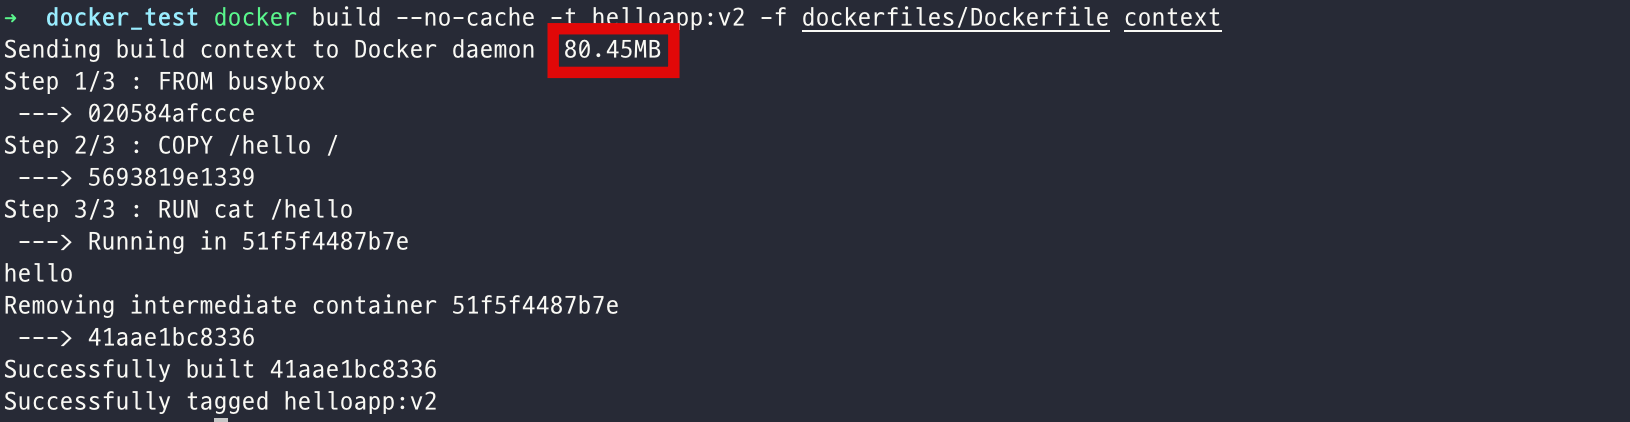 ➜  docker_test docker build --no-cache -t helloapp:v2 -f dockerfiles/Dockerfile context
Sending build context to Docker daemon  80.45MB
Step 1/3 : FROM busybox
 ---> 020584afccce
Step 2/3 : COPY /hello /
 ---> 5693819e1339
Step 3/3 : RUN cat /hello
 ---> Running in 51f5f4487b7e
hello
Removing intermediate container 51f5f4487b7e
 ---> 41aae1bc8336
Successfully built 41aae1bc8336
Successfully tagged helloapp:v2